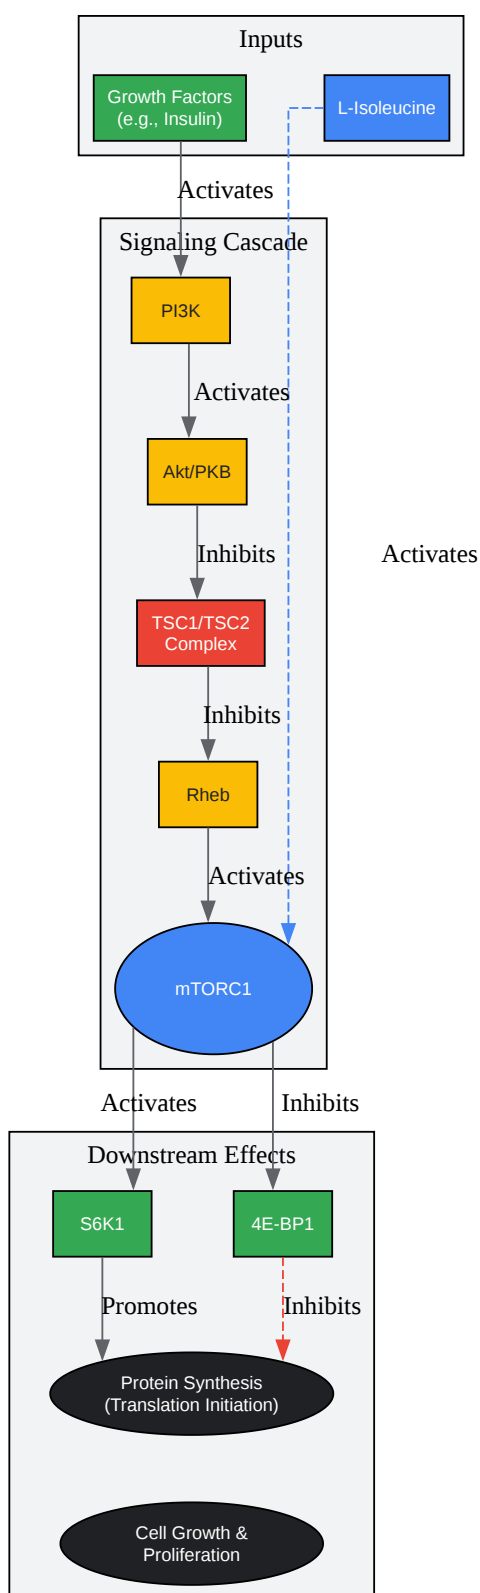 Inputs
Growth Factors
(e.g., Insulin)
L-Isoleucine
Activates
Signaling Cascade
PI3K
Activates
Akt/PKB
Inhibits
Activates
TSC1/TSC2
Complex
Inhibits
Rheb
Activates
mTORC1
Activates
Inhibits
Downstream Effects
S6K1
4E-BP1
Promotes
Inhibits
Protein Synthesis
(Translation Initiation)
Cell Growth &
Proliferation